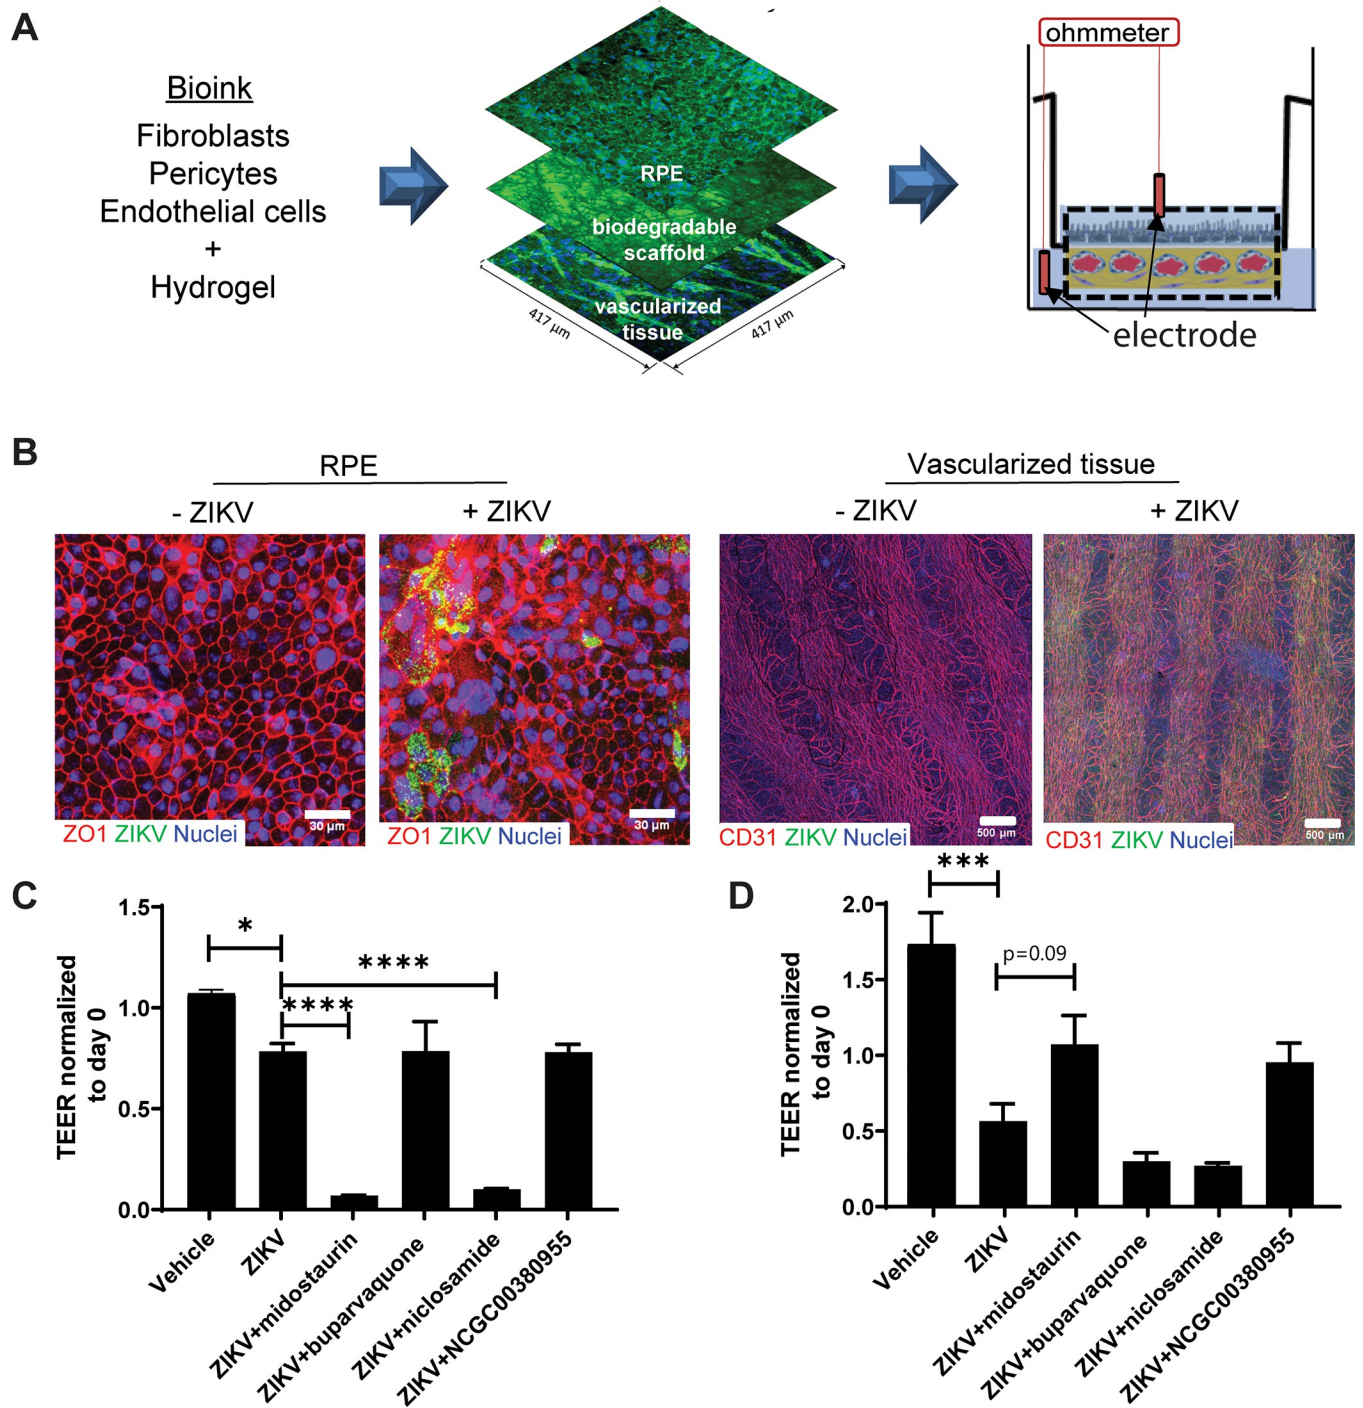 A
Bioink
Fibroblasts
Pericytes
Endothelial cells
+
Hydrogel
RPE
biodegradable
scaffold
vascularized
tissue
417 µm
417 µm
ohmmeter
electrode
B
RPE
- ZIKV
+ ZIKV
Vascularized tissue
- ZIKV
+ ZIKV
30 µm
ZO1 ZIKV Nuclei
30 µm
ZO1 ZIKV Nuclei
500 µm
CD31 ZIKV Nuclei
500 µm
CD31 ZIKV Nuclei
C
TEER normalized
to day 0
1.5
1.0
0.5
0.0
*
****
****
Vehicle
ZIKV
ZIKV+midostaurin
ZIKV+buparvaquone
ZIKV+niclosamide
ZIKV+NCGC00380955
D
TEER normalized
to day 0
2.0
1.5
1.0
0.5
0.0
***
p=0.09
Vehicle
ZIKV
ZIKV+midostaurin
ZIKV+buparvaquone
ZIKV+niclosamide
ZIKV+NCGC00380955